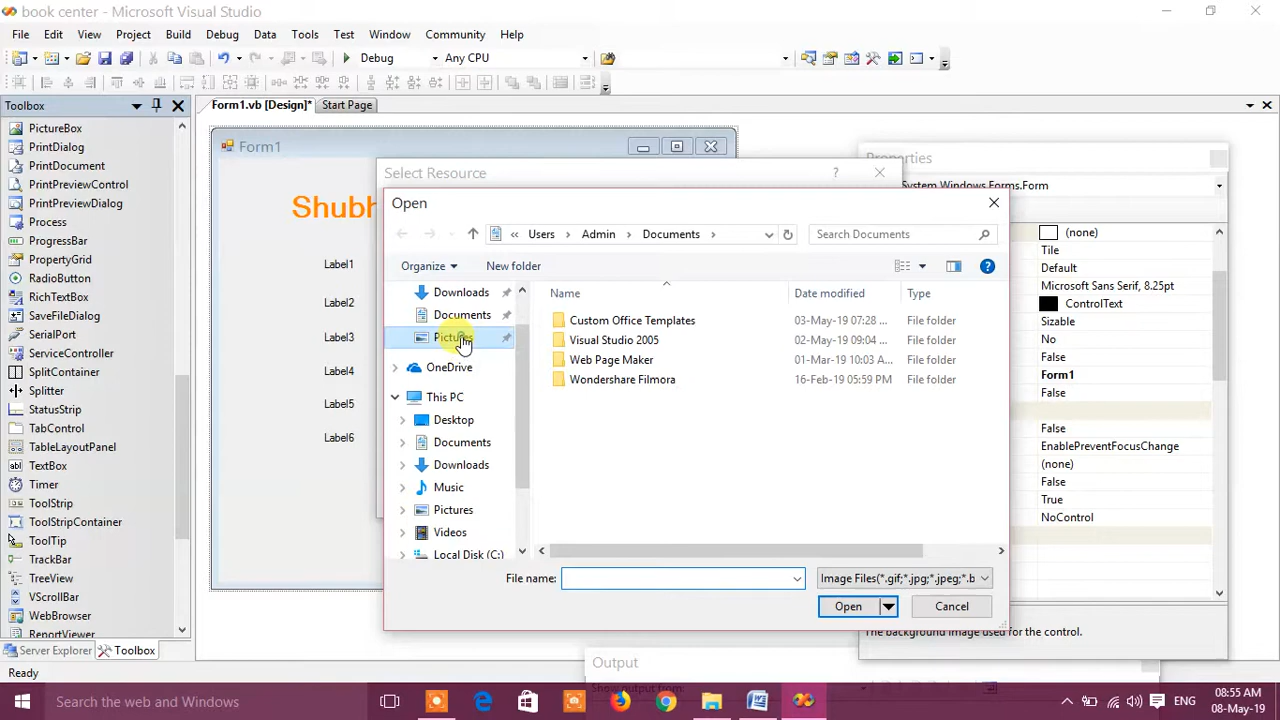 book center - Microsoft Visual Studio
File Edit View Project Build Debug Data Tools Test Window Community Help
Debug Any CPU
Toolbox
Form1.vb [Design]* Start Page
PictureBox
PrintDialog
PrintDocument
PrintPreviewControl
PrintPreviewDialog
Process
ProgressBar
PropertyGrid
RadioButton
RichTextBox
SaveFileDialog
SerialPort
ServiceController
SplitContainer
Splitter
StatusStrip
TabControl
TableLayoutPanel
TextBox
Timer
ToolStrip
ToolStripContainer
ToolTip
TrackBar
TreeView
VScrollBar
WebBrowser
ReportViewer
Server Explorer Toolbox
Ready
Form1
Shubh
Label1
Label2
Label3
Label4
Label5
Label6
Select Resource
?
Open
Users Admin Documents
Search Documents
Organize New folder
Downloads
Documents
Pictures
OneDrive
This PC
Desktop
Documents
Downloads
Music
Pictures
Videos
Local Disk (C:)
Name Date modified Type
Custom Office Templates 03-May-19 07:28 ... File folder
Visual Studio 2005 02-May-19 09:04 ... File folder
Web Page Maker 01-Mar-19 10:03 A... File folder
Wondershare Filmora 16-Feb-19 05:59 PM File folder
File name:
Image Files(*.gif;*.jpg;*.jpeg;*.b
Open Cancel
Properties
System.Windows.Forms.Form
(none)
Tile
Default
Microsoft Sans Serif, 8.25pt
ControlText
Sizable
No
False
Form1
False
False
EnablePreventFocusChange
(none)
False
True
NoControl
The background image used for the control.
Output
Show output from:
Search the web and Windows
ENG
08:55 AM
08-May-19